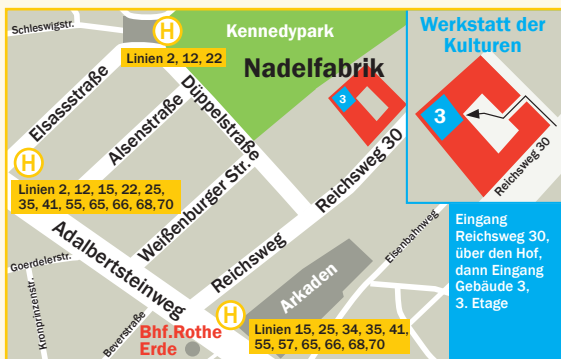 Schleswigstr.
H
Linien 2, 12, 22
Kennedypark
Nadelfabrik
3
Werkstatt der
Kulturen
3
Reichsweg 30
Elsassstraße
Alsenstraße
Düppelstraße
Weißenburger Str.
Reichsweg 30
H
Linien 2, 12, 15, 22, 25,
35, 41, 55, 65, 66, 68,70
Adalbertsteinweg
Reichsweg
Eisenbahnweg
Goerdelerstr.
Konprinzenstr.
Beverstraße
Arkaden
Bhf.Rothe
Erde
H
Linien 15, 25, 34, 35, 41,
55, 57, 65, 66, 68,70
Eingang
Reichsweg 30,
über den Hof,
dann Eingang
Gebäude 3,
3. Etage